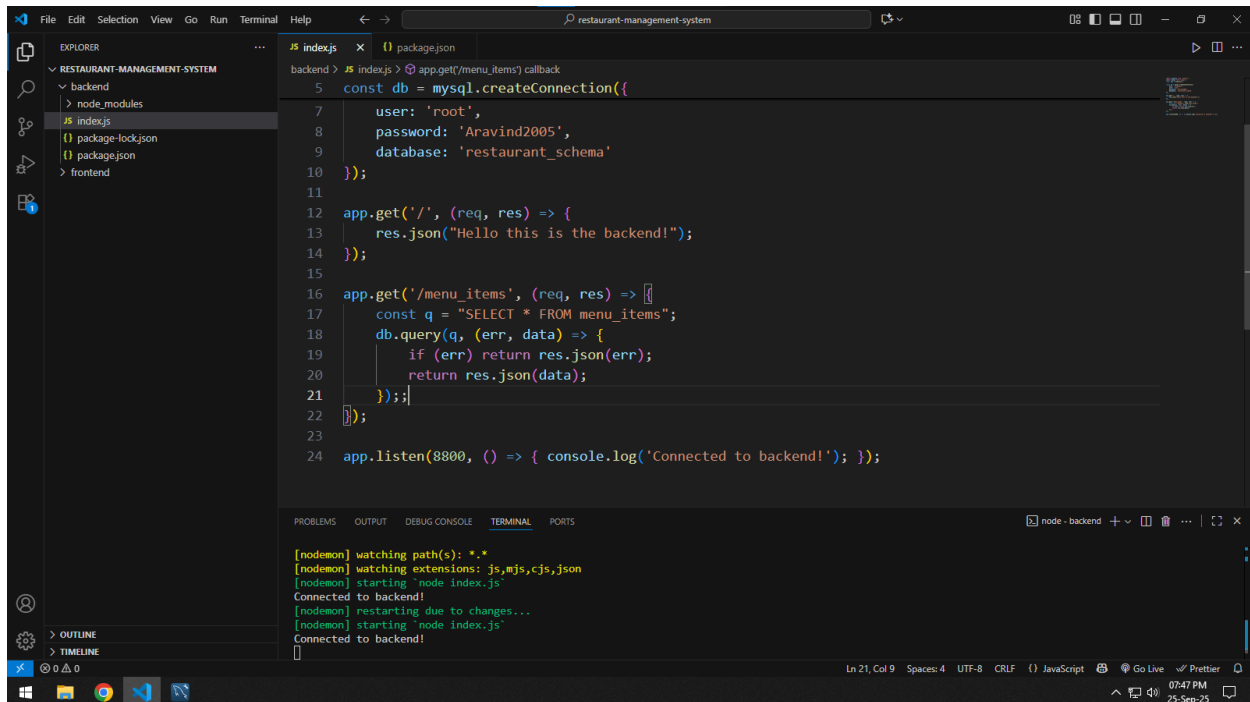 File Edit Selection View Go Run Terminal Help
restaurant-management-system
EXPLORER
RESTAURANT-MANAGEMENT-SYSTEM
backend
node_modules
JS index.js
{} package-lock.json
{} package.json
frontend
OUTLINE
TIMELINE
JS index.js {} package.json
backend > JS index.js > app.get('/menu_items') callback
5 const db = mysql.createConnection({
7 user: 'root',
8 password: 'Aravind2005',
9 database: 'restaurant_schema'
10 });
11
12 app.get('/', (req, res) => {
13 res.json("Hello this is the backend!");
14 });
15
16 app.get('/menu_items', (req, res) => {
17 const q = "SELECT * FROM menu_items";
18 db.query(q, (err, data) => {
19 if (err) return res.json(err);
20 return res.json(data);
21 });;
22 });
23
24 app.listen(8800, () => { console.log('Connected to backend!'); });
PROBLEMS OUTPUT DEBUG CONSOLE TERMINAL PORTS
node - backend
[nodemon] watching path(s): *.*
[nodemon] watching extensions: js,mjs,cjs,json
[nodemon] starting `node index.js`
Connected to backend!
[nodemon] restarting due to changes...
[nodemon] starting `node index.js`
Connected to backend!
0 0 Ln 21, Col 9 Spaces: 4 UTF-8 CRLF {} JavaScript Go Live Prettier
1
07:47 PM
25-Sep-25